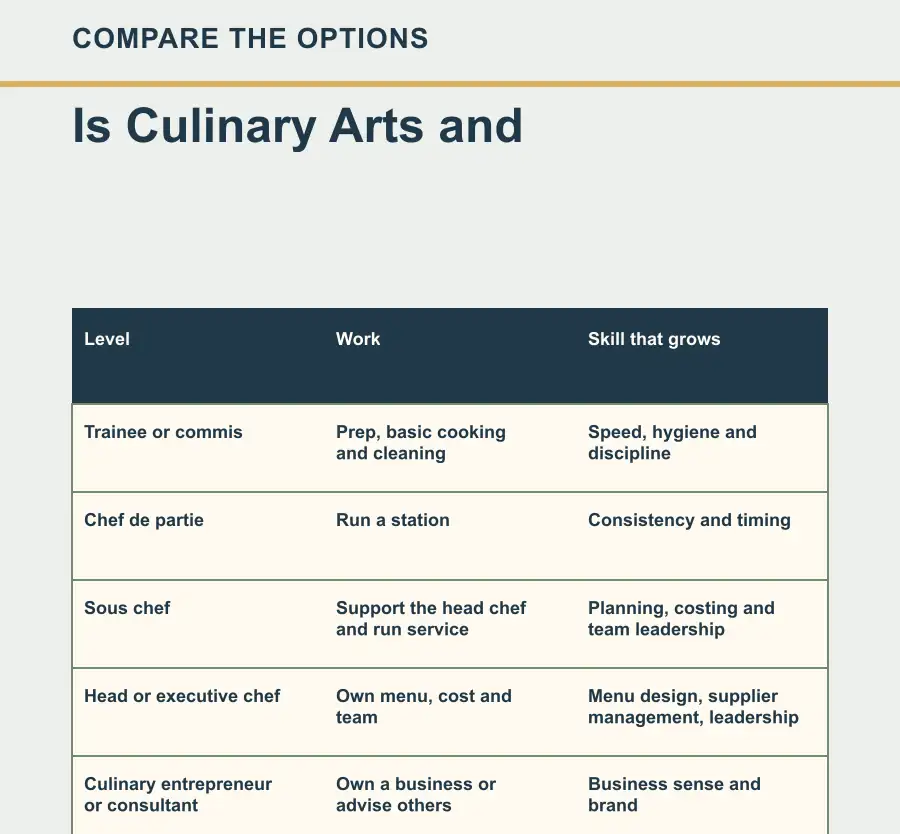 COMPARE THE OPTIONS
Is Culinary Arts and
Level Work Skill that grows
Trainee or commis Prep, basic cooking Speed, hygiene and
and cleaning discipline
Chef de partie Run a station Consistency and timing
Sous chef Support the head chef Planning, costing and
and run service team leadership
Head or executive chef Own menu, cost and Menu design, supplier
team management, leadership
Culinary entrepreneur Own a business or Business sense and
or consultant advise others brand